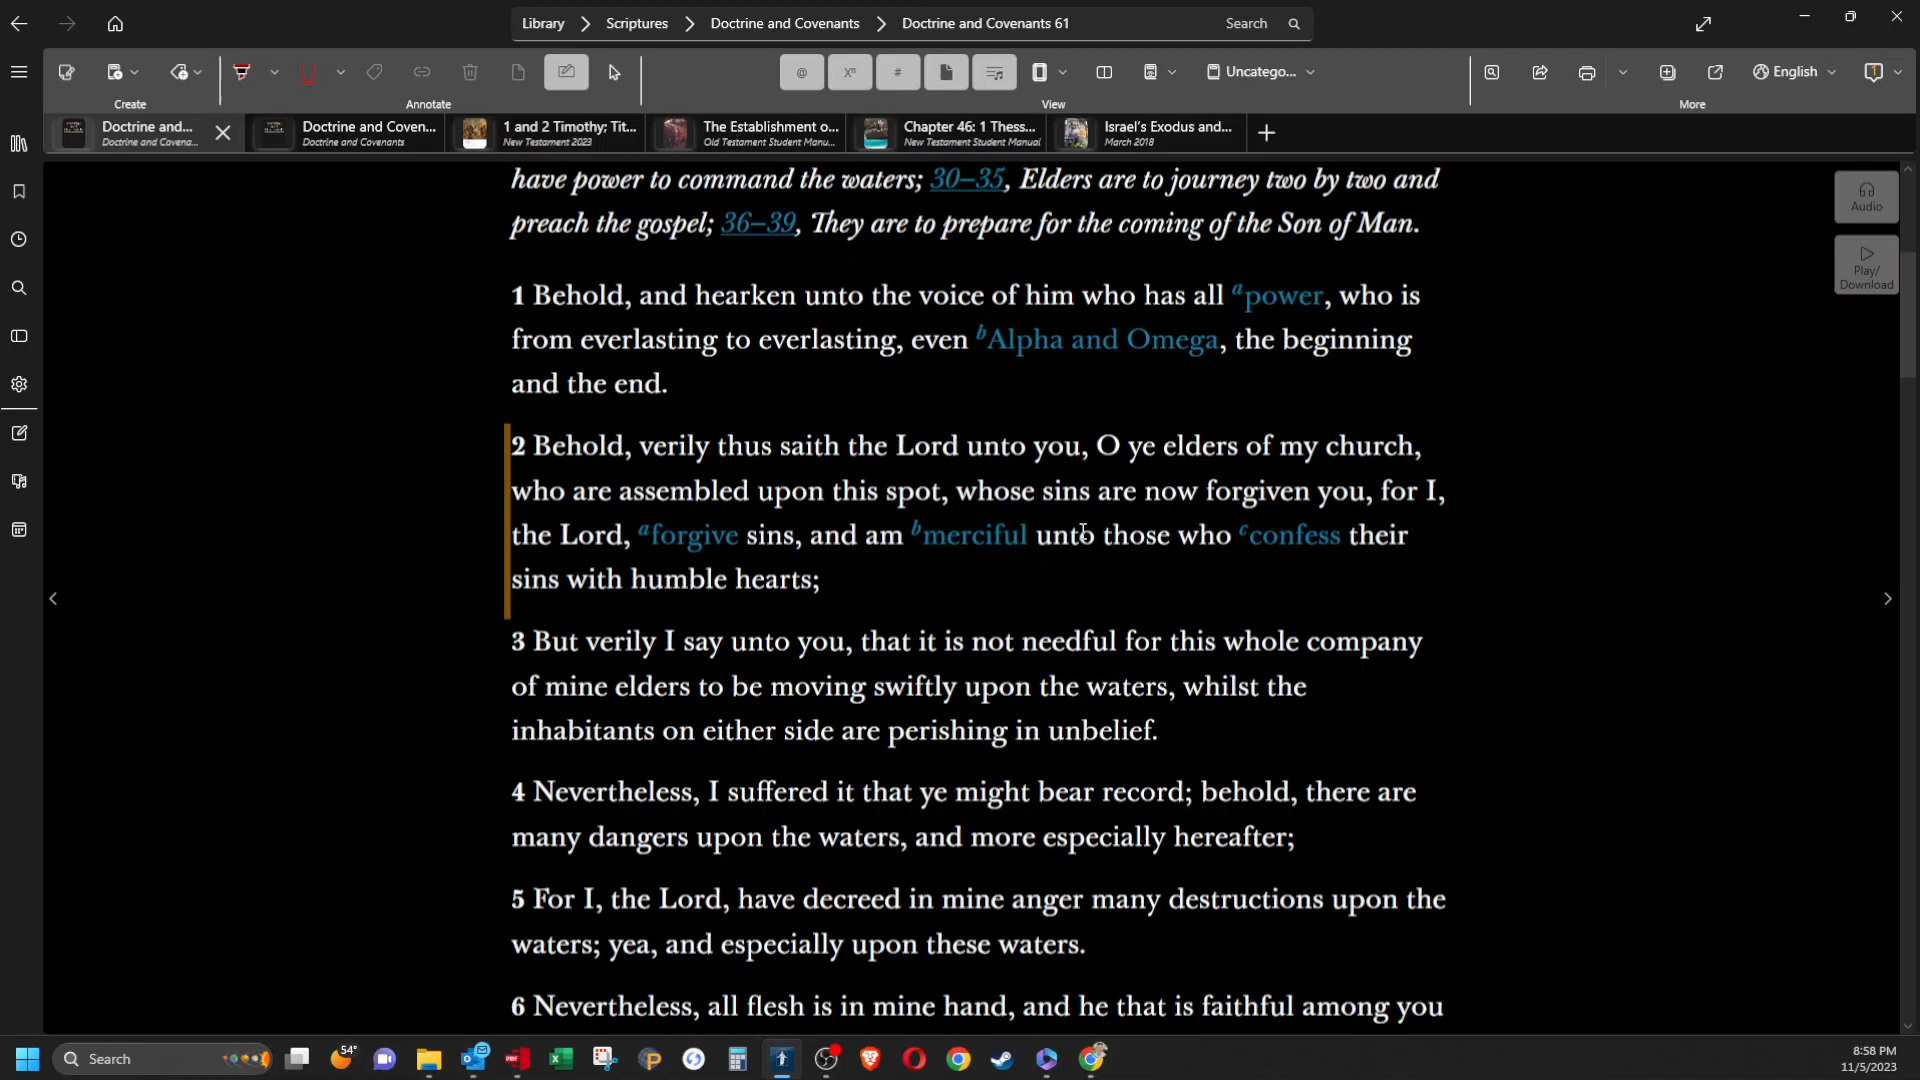 Library > Scriptures > Doctrine and Covenants > Doctrine and Covenants 61 Search
@ Xⁿ # Uncatego... English 1
Create Annotate View More
Doctrine and... Doctrine and Coven... 1 and 2 Timothy; Tit... The Establishment o... Chapter 46: 1 Thess... Israel's Exodus and...
Doctrine and Covena... Doctrine and Covenants New Testament 2023 Old Testament Student Manu... New Testament Student Manual March 2018
have power to command the waters; 30–35, Elders are to journey two by two and
preach the gospel; 36–39, They are to prepare for the coming of the Son of Man.
Audio
Play/
Download
1 Behold, and hearken unto the voice of him who has all a power, who is
from everlasting to everlasting, even b Alpha and Omega, the beginning
and the end.
2 Behold, verily thus saith the Lord unto you, O ye elders of my church,
who are assembled upon this spot, whose sins are now forgiven you, for I,
the Lord, a forgive sins, and am b merciful unto those who c confess their
sins with humble hearts;
3 But verily I say unto you, that it is not needful for this whole company
of mine elders to be moving swiftly upon the waters, whilst the
inhabitants on either side are perishing in unbelief.
4 Nevertheless, I suffered it that ye might bear record; behold, there are
many dangers upon the waters, and more especially hereafter;
5 For I, the Lord, have decreed in mine anger many destructions upon the
waters; yea, and especially upon these waters.
6 Nevertheless, all flesh is in mine hand, and he that is faithful among you
Search 54° PDF
8:58 PM
11/5/2023